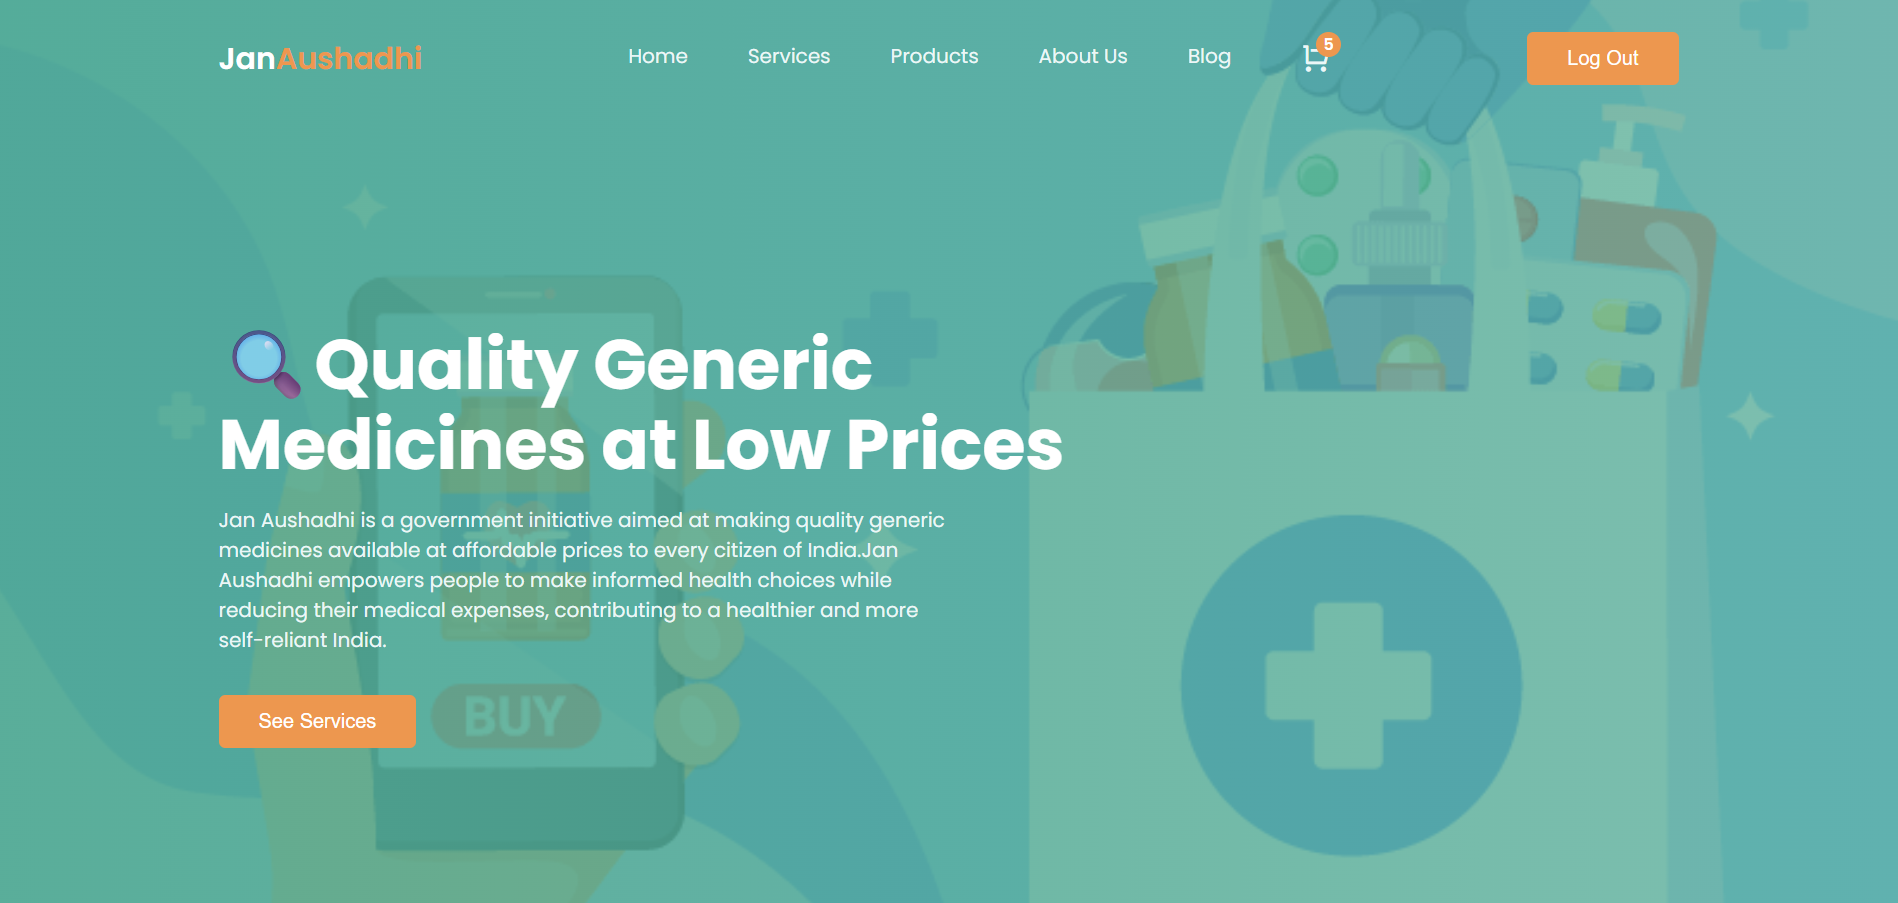 JanAushadhi
Home Services Products About Us Blog 5 Log Out
Quality Generic
Medicines at Low Prices
Jan Aushadhi is a government initiative aimed at making quality generic
medicines available at affordable prices to every citizen of India.Jan
Aushadhi empowers people to make informed health choices while
reducing their medical expenses, contributing to a healthier and more
self-reliant India.
See Services
BUY